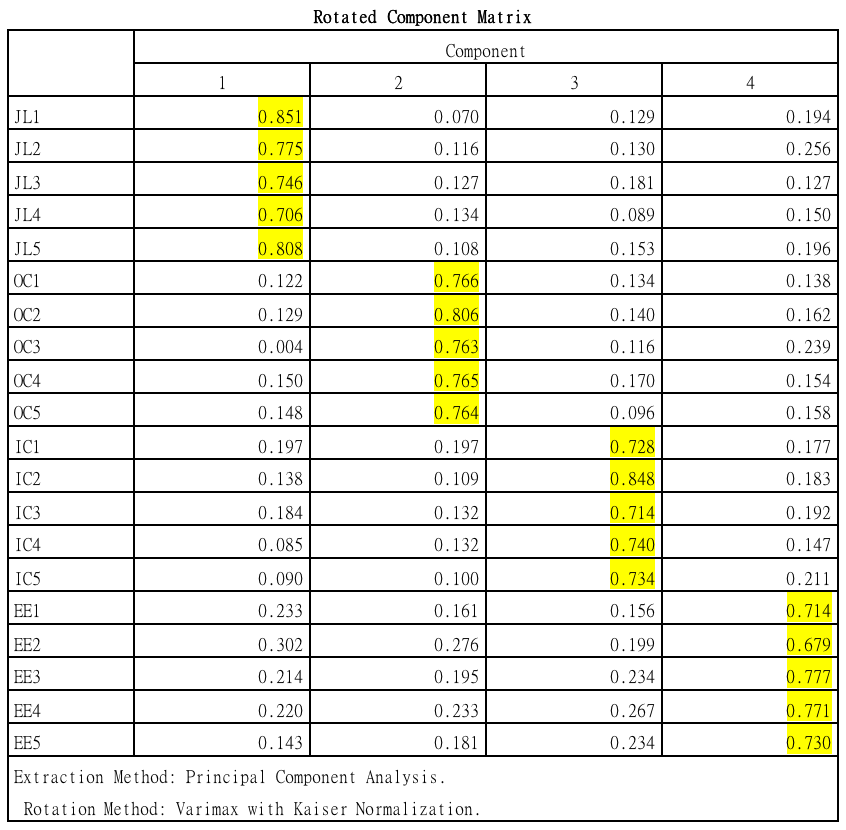 Rotated Component Matrix
Component
1 2 3 4
JL1 0.851 0.070 0.129 0.194
JL2 0.775 0.116 0.130 0.256
JL3 0.746 0.127 0.181 0.127
JL4 0.706 0.134 0.089 0.150
JL5 0.808 0.108 0.153 0.196
OC1 0.122 0.766 0.134 0.138
OC2 0.129 0.806 0.140 0.162
OC3 0.004 0.763 0.116 0.239
OC4 0.150 0.765 0.170 0.154
OC5 0.148 0.764 0.096 0.158
IC1 0.197 0.197 0.728 0.177
IC2 0.138 0.109 0.848 0.183
IC3 0.184 0.132 0.714 0.192
IC4 0.085 0.132 0.740 0.147
IC5 0.090 0.100 0.734 0.211
EE1 0.233 0.161 0.156 0.714
EE2 0.302 0.276 0.199 0.679
EE3 0.214 0.195 0.234 0.777
EE4 0.220 0.233 0.267 0.771
EE5 0.143 0.181 0.234 0.730
Extraction Method: Principal Component Analysis.
Rotation Method: Varimax with Kaiser Normalization.